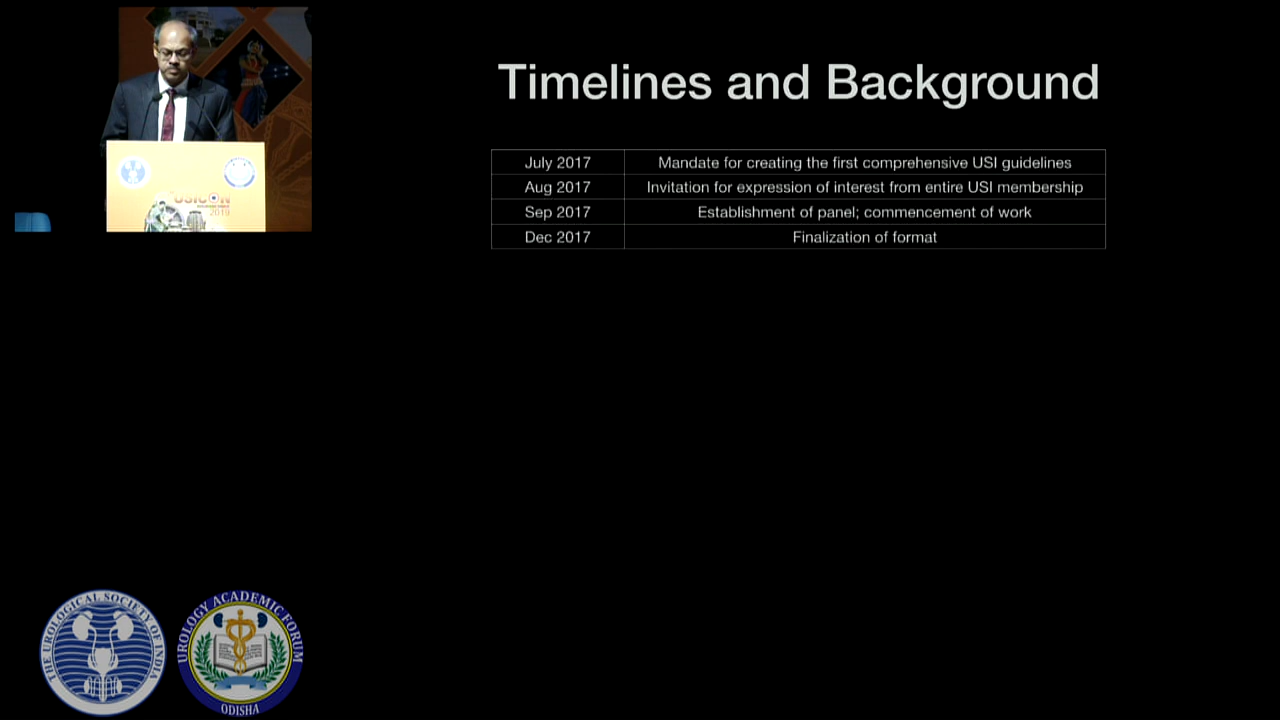 Timelines and Background
July 2017 Mandate for creating the first comprehensive USI guidelines
Aug 2017 Invitation for expression of interest from entire USI membership
Sep 2017 Establishment of panel; commencement of work
Dec 2017 Finalization of format
USICON
2019
THE UROLOGICAL SOCIETY OF INDIA
UROLOGY ACADEMIC FORUM
ODISHA